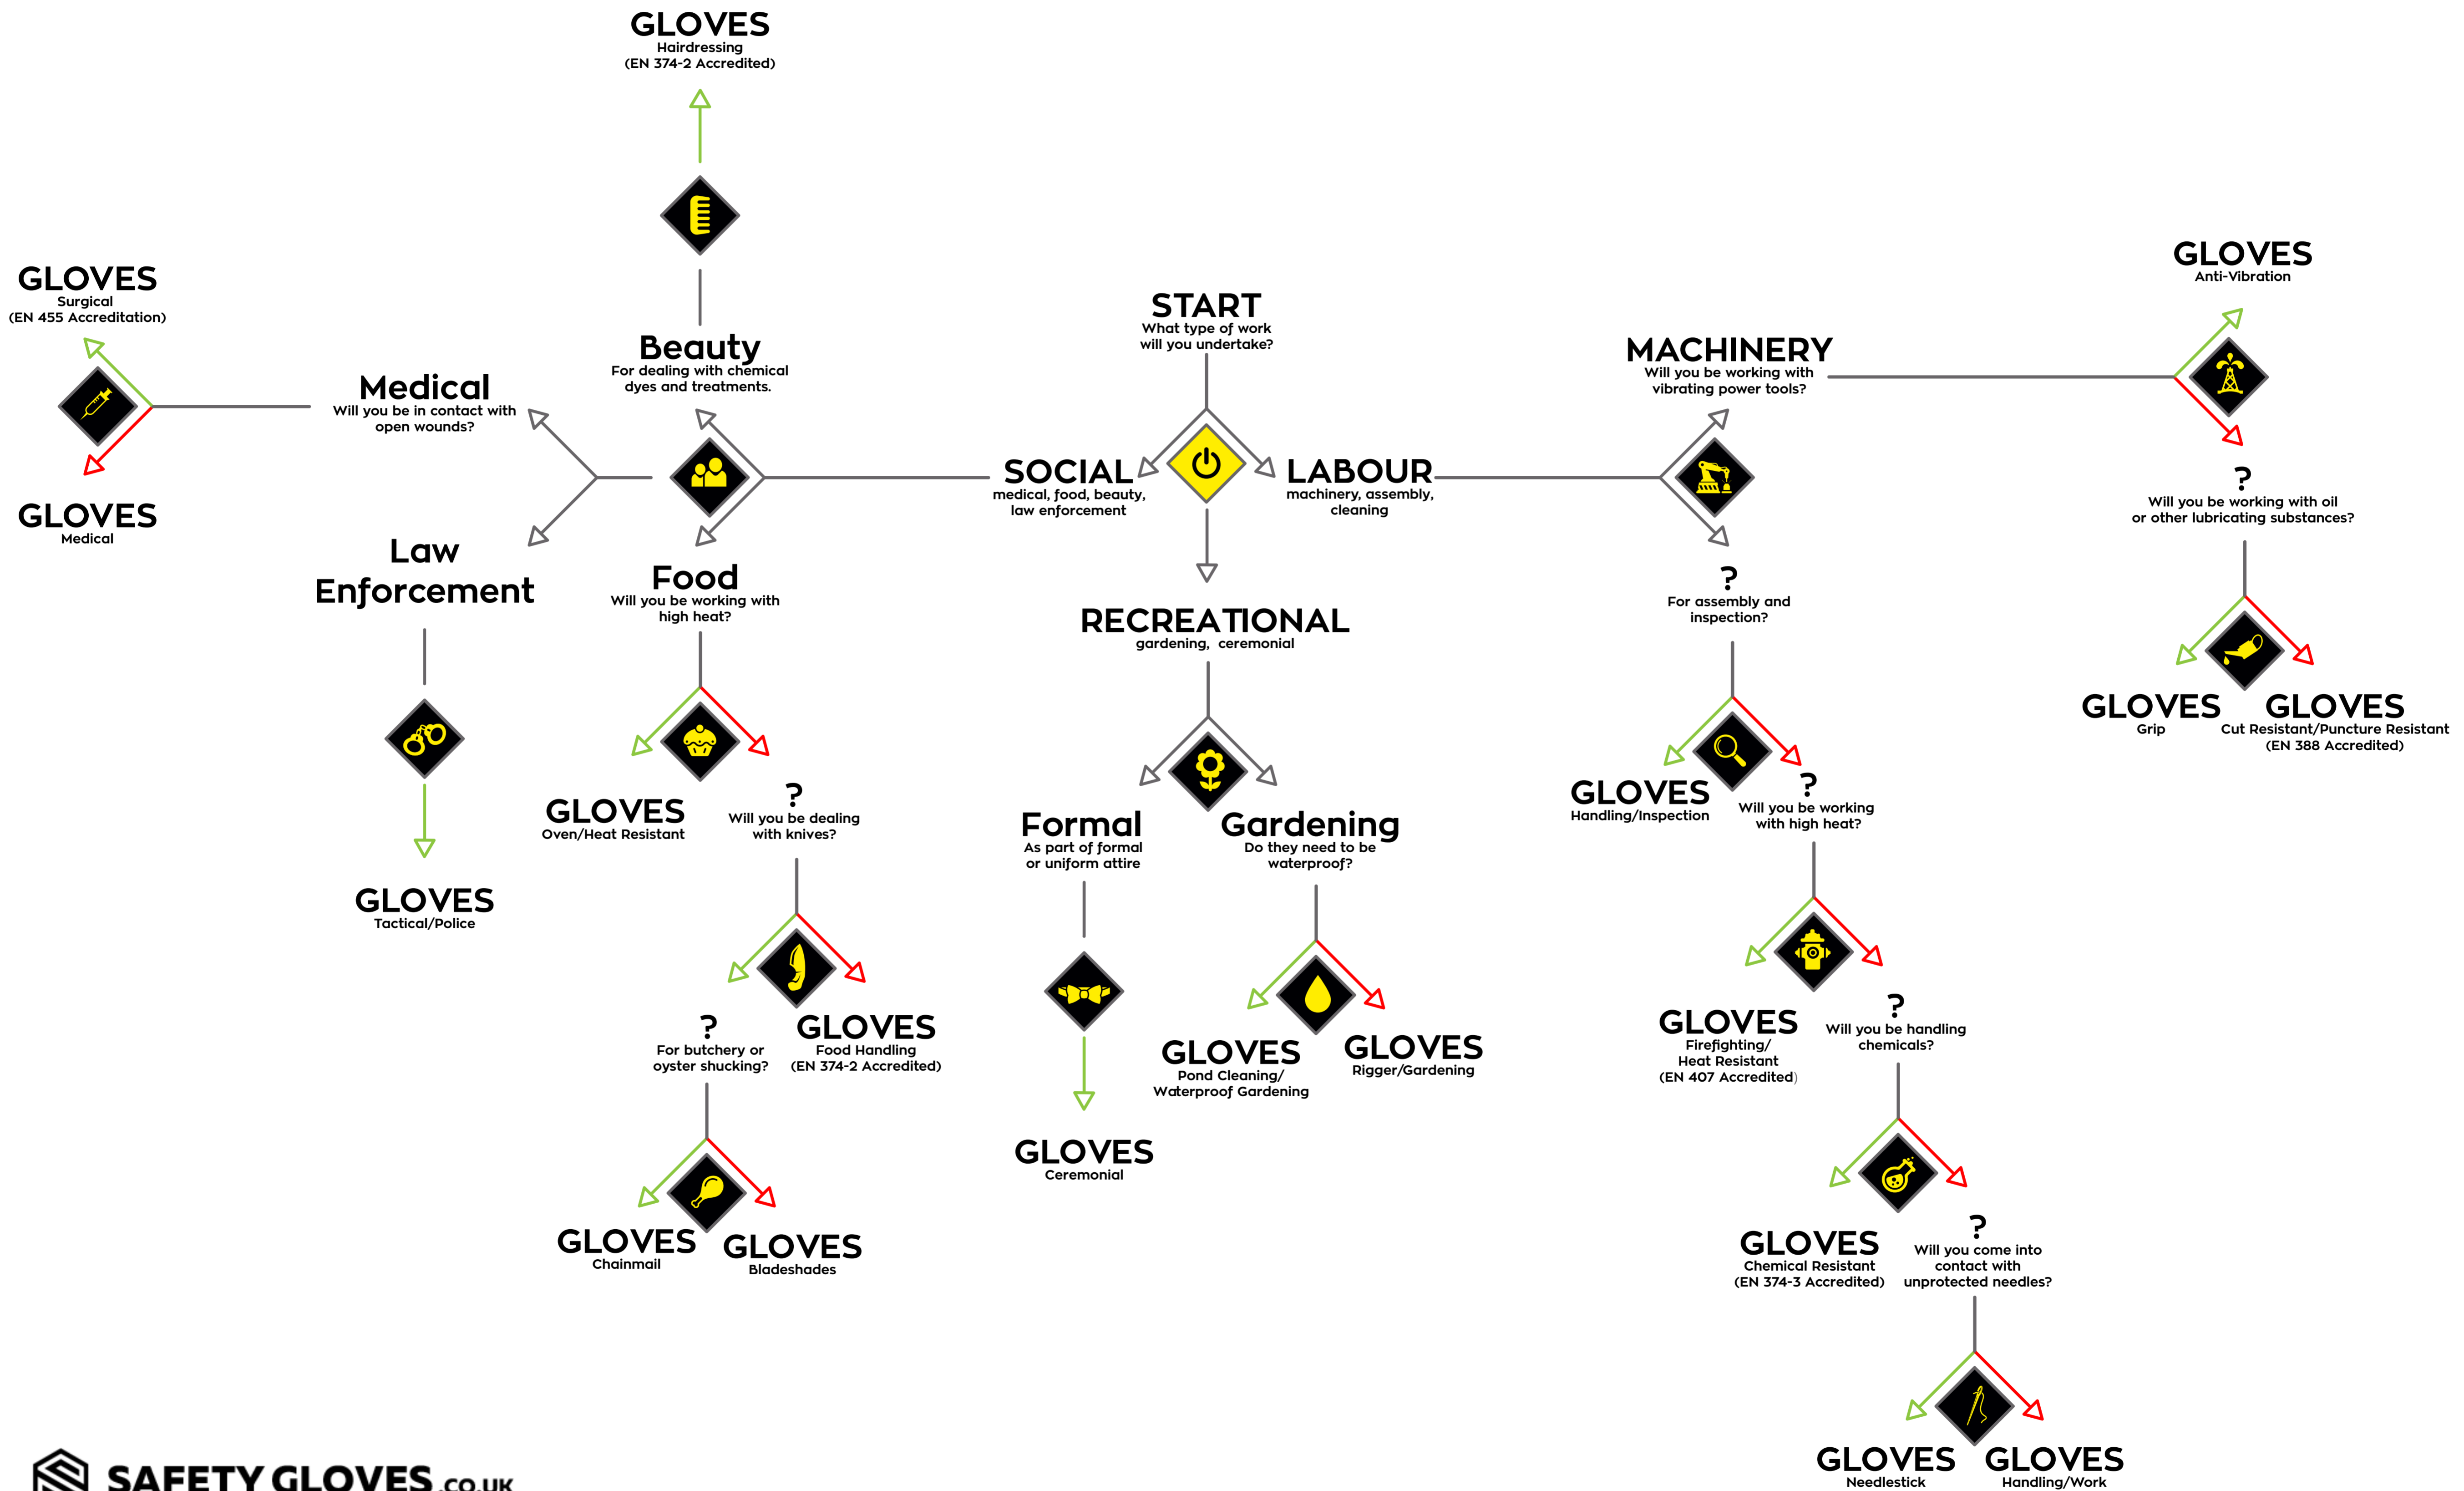 GLOVES
Hairdressing
(EN 374-2 Accredited)
GLOVES
Surgical
(EN 455 Accreditation)
Medical
Will you be in contact with
open wounds?
GLOVES
Medical
Beauty
For dealing with chemical
dyes and treatments.
Law
Enforcement
GLOVES
Tactical/Police
Food
Will you be working with
high heat?
GLOVES
Oven/Heat Resistant
?
Will you be dealing
with knives?
?
For butchery or
oyster shucking?
GLOVES
Food Handling
(EN 374-2 Accredited)
GLOVES
Chainmail
GLOVES
Bladeshades
START
What type of work
will you undertake?
SOCIAL
medical, food, beauty,
law enforcement
LABOUR
machinery, assembly,
cleaning
RECREATIONAL
gardening, ceremonial
Formal
As part of formal
or uniform attire
Gardening
Do they need to be
waterproof?
GLOVES
Ceremonial
GLOVES
Pond Cleaning/
Waterproof Gardening
GLOVES
Rigger/Gardening
MACHINERY
Will you be working with
vibrating power tools?
GLOVES
Anti-Vibration
?
Will you be working with oil
or other lubricating substances?
GLOVES
Grip
GLOVES
Cut Resistant/Puncture Resistant
(EN 388 Accredited)
?
For assembly and
inspection?
GLOVES
Handling/Inspection
?
Will you be working
with high heat?
GLOVES
Firefighting/
Heat Resistant
(EN 407 Accredited)
?
Will you be handling
chemicals?
GLOVES
Chemical Resistant
(EN 374-3 Accredited)
?
Will you come into
contact with
unprotected needles?
GLOVES
Needlestick
GLOVES
Handling/Work
SAFETY GLOVES.CO.UK